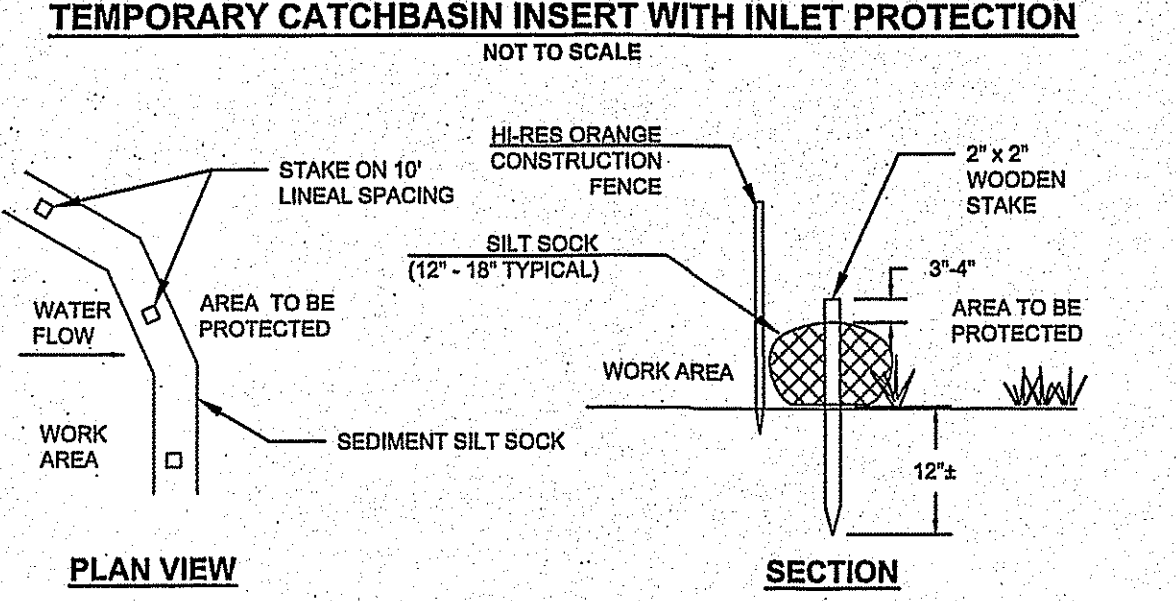 TEMPORARY CATCHBASIN INSERT WITH INLET PROTECTION
NOT TO SCALE
STAKE ON 10'
LINEAL SPACING
WATER
FLOW
AREA TO BE
PROTECTED
WORK
AREA
SEDIMENT SILT SOCK
PLAN VIEW
HI-RES ORANGE
CONSTRUCTION
FENCE
2" x 2"
WOODEN
STAKE
SILT SOCK
(12" - 18" TYPICAL)
3"-4"
AREA TO BE
PROTECTED
WORK AREA
12"±
SECTION